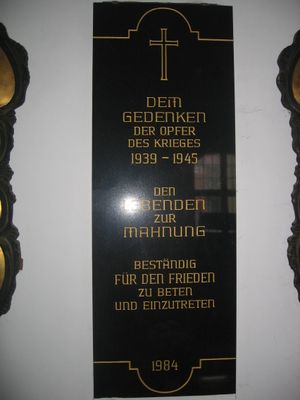 DEM
GEDENKEN
DER OPFER
DES KRIEGES
1939 – 1945
DEN
LEBENDEN
ZUR
MAHNUNG
BESTÄNDIG
FÜR DEN FRIEDEN
ZU BETEN
UND EINZUTRETEN
1984